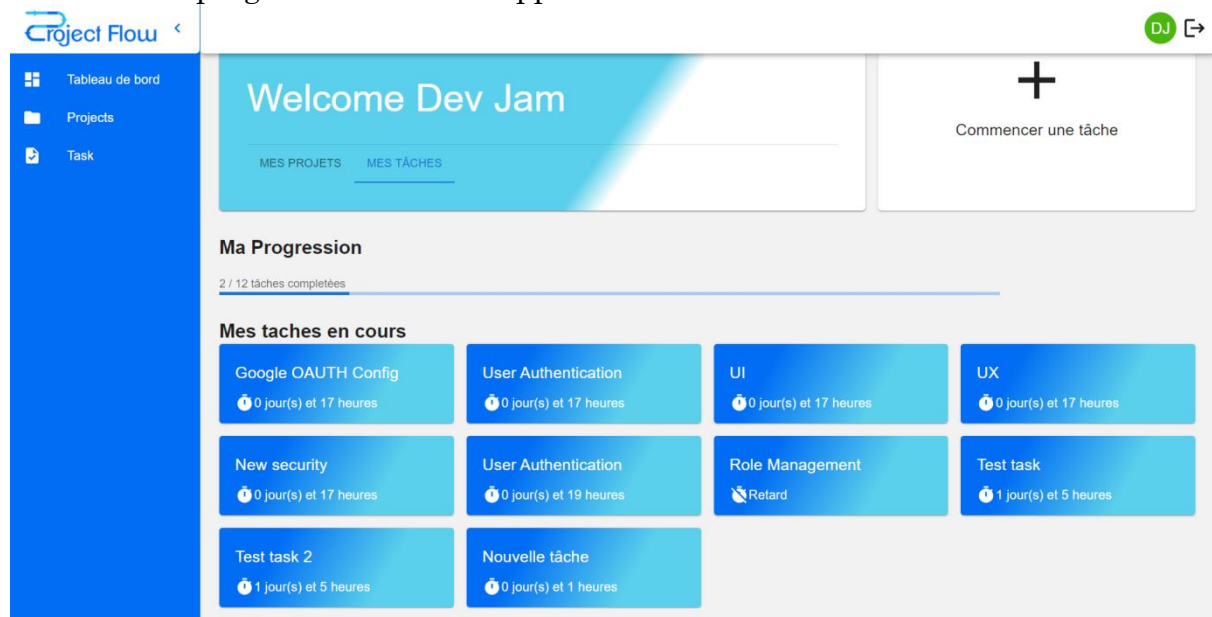 Project Flow
DJ
Tableau de bord
Projects
Task
Welcome Dev Jam
MES PROJETS MES TÂCHES
Commencer une tâche
Ma Progression
2 / 12 tâches completées
Mes taches en cours
Google OAUTH Config
0 jour(s) et 17 heures
User Authentication
0 jour(s) et 17 heures
UI
0 jour(s) et 17 heures
UX
0 jour(s) et 17 heures
New security
0 jour(s) et 17 heures
User Authentication
0 jour(s) et 19 heures
Role Management
Retard
Test task
1 jour(s) et 5 heures
Test task 2
1 jour(s) et 5 heures
Nouvelle tâche
0 jour(s) et 1 heures